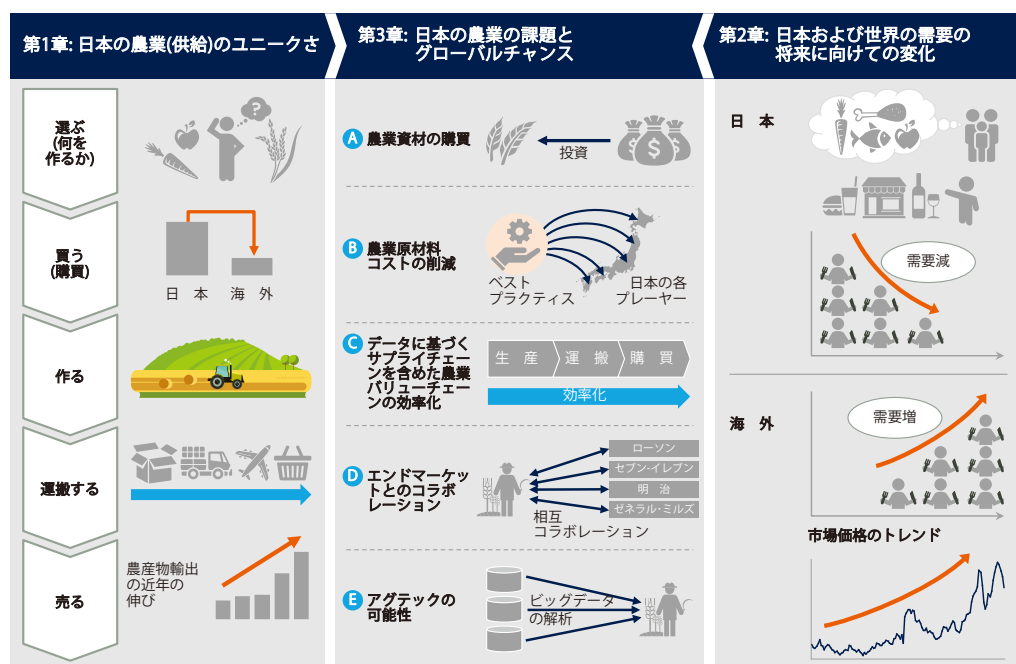 第1章: 日本の農業(供給)のユニークさ
選ぶ
(何を
作るか)
買う
(購買)
日 本
海 外
作る
運搬する
売る
農産物輸出
の近年の
伸び
第3章: 日本の農業の課題と
グローバルチャンス
A 農業資材の購買
投資
B 農業原材料
コストの削減
ベスト
プラクティス
日本の各
プレーヤー
C データに基づく
サプライチェー
ンを含めた農業
バリューチェー
ンの効率化
生 産
運 搬
購 買
効率化
D エンドマーケッ
トとのコラボ
レーション
ローソン
セブン-イレブン
明 治
ゼネラル・ミルズ
相互
コラボレーション
E アグテックの
可能性
ビッグデータ
の解析
第2章: 日本および世界の需要の
将来に向けての変化
日 本
?
需要減
海 外
需要増
市場価格のトレンド